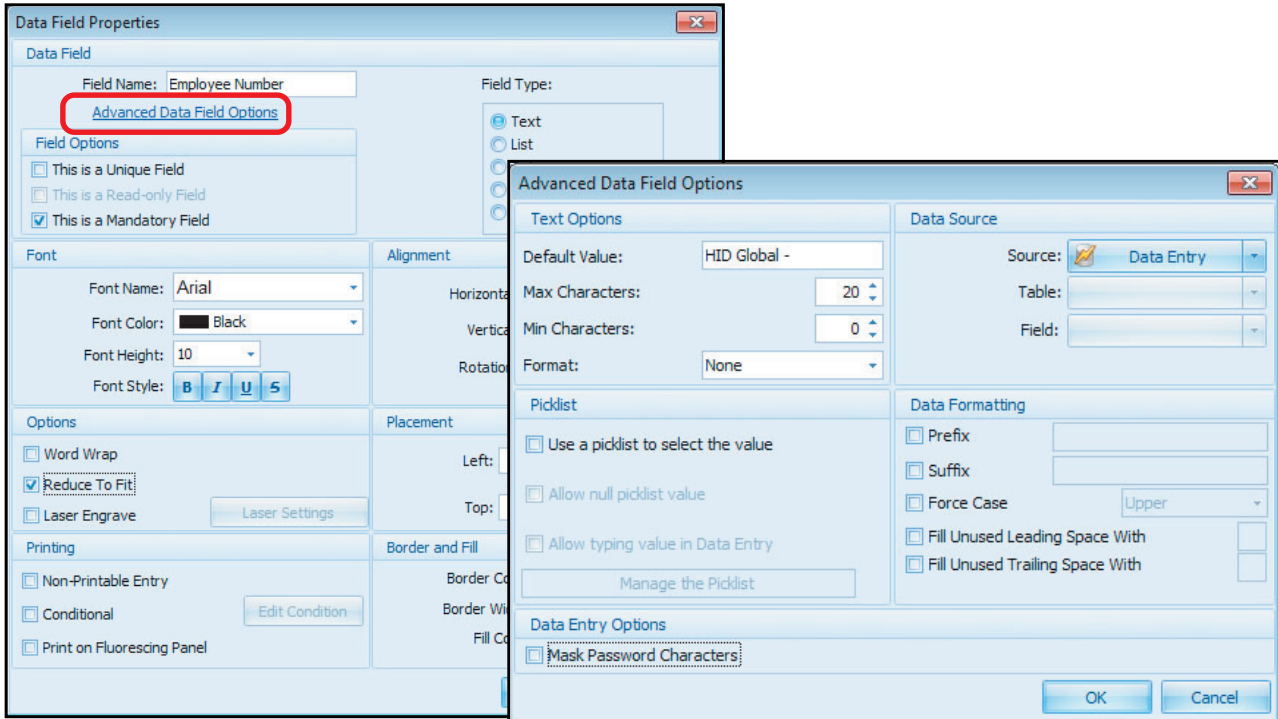 Data Field Properties
Data Field
Field Name: Employee Number
Advanced Data Field Options
Field Type:
Text
List
Field Options
This is a Unique Field
This is a Read-only Field
This is a Mandatory Field
Font
Font Name: Arial
Font Color: Black
Font Height: 10
Font Style: B I U S
Alignment
Options
Word Wrap
Reduce To Fit
Laser Engrave
Laser Settings
Placement
Left:
Top:
Printing
Non-Printable Entry
Conditional
Edit Condition
Print on Fluorescing Panel
Border and Fill
Border
Border
Fill
Advanced Data Field Options
Text Options
Default Value: HID Global -
Max Characters: 20
Min Characters: 0
Format: None
Data Source
Source: Data Entry
Table:
Field:
Picklist
Use a picklist to select the value
Allow null picklist value
Allow typing value in Data Entry
Manage the Picklist
Data Formatting
Prefix
Suffix
Force Case Upper
Fill Unused Leading Space With
Fill Unused Trailing Space With
Data Entry Options
Mask Password Characters
OK Cancel